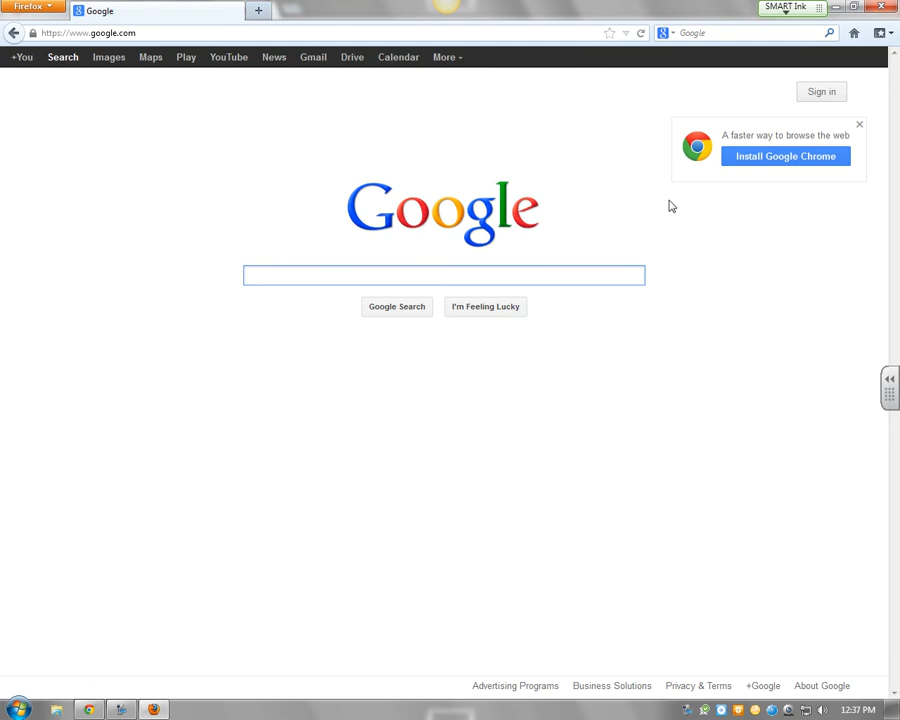 Firefox
Google
SMART Ink
https://www.google.com
Google
+You Search Images Maps Play YouTube News Gmail Drive Calendar More
Sign in
A faster way to browse the web
Install Google Chrome
Google
Google Search I'm Feeling Lucky
Advertising Programs Business Solutions Privacy & Terms +Google About Google
12:37 PM